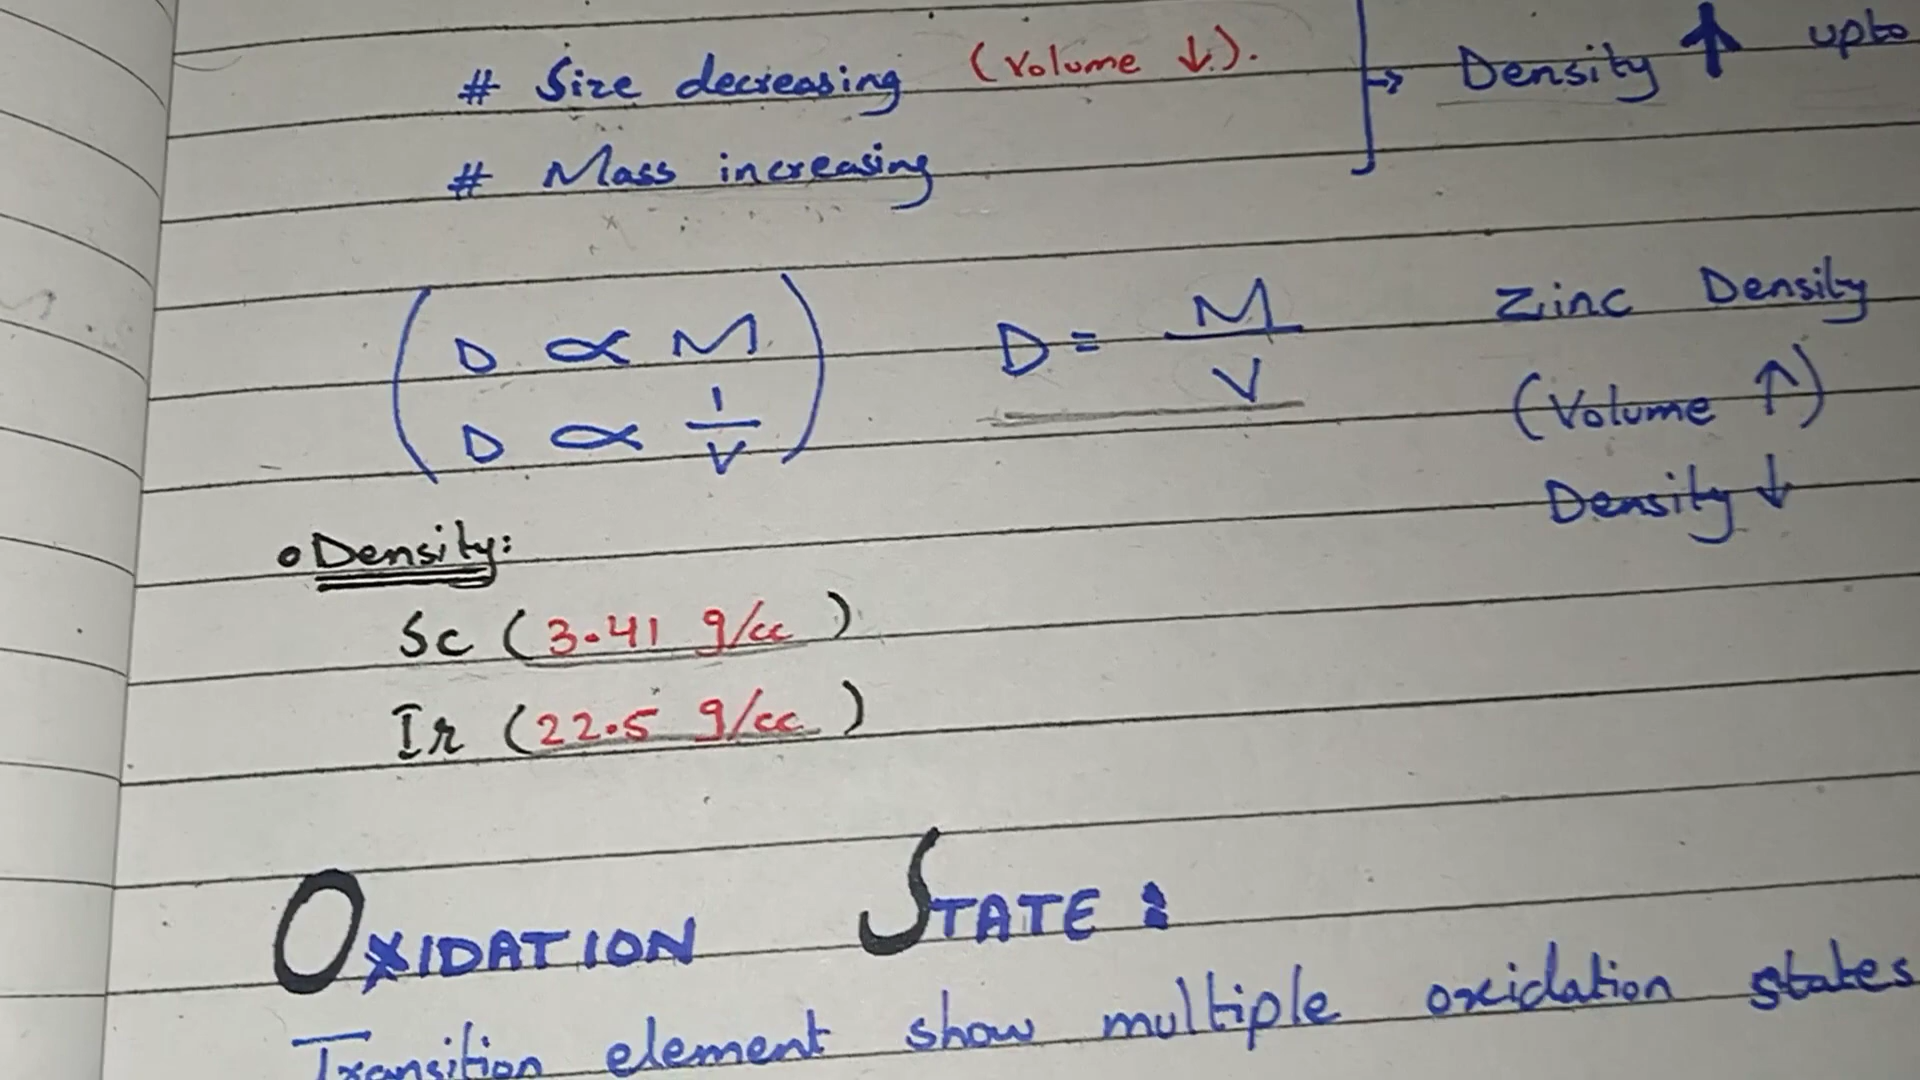 # Size decreasing (Volume ↓).
# Mass increasing
→ Density ↑ upto
D ∝ M
D ∝ 1/V
D = M/V
Zinc Density
(Volume ↑)
Density ↓
• Density:
Sc (3.41 g/cc)
Ir (22.5 g/cc)
OXIDATION STATE:
Transition element show multiple oxidation states